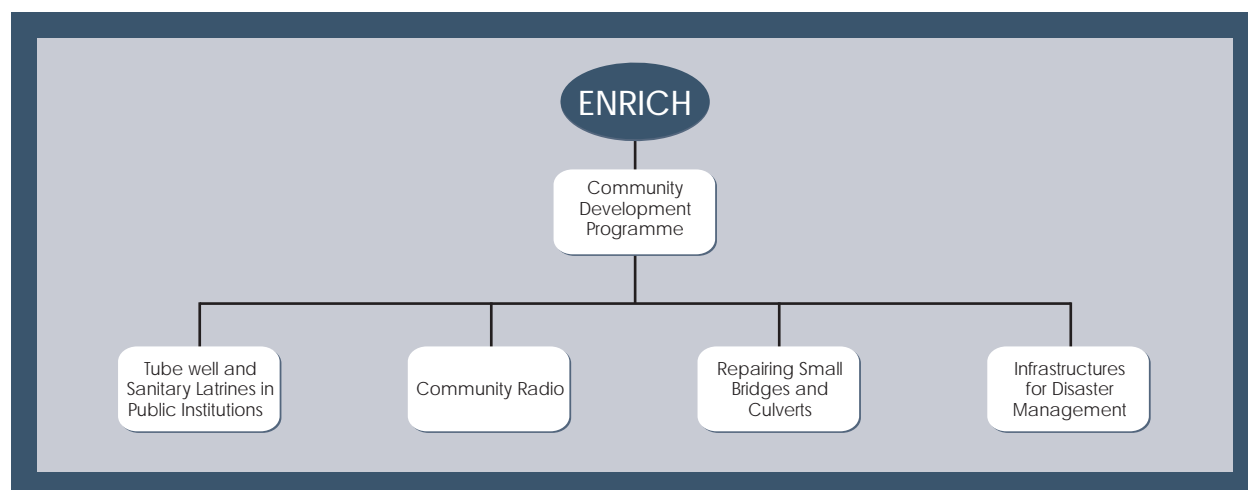 ENRICH
Community
Development
Programme
Tube well and
Sanitary Latrines in
Public Institutions
Community Radio
Repairing Small
Bridges and
Culverts
Infrastructures
for Disaster
Management